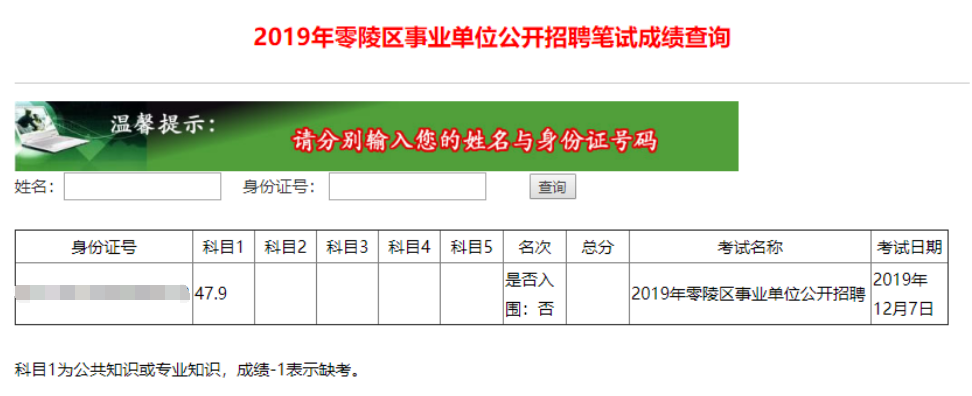 2019年零陵区事业单位公开招聘笔试成绩查询
温馨提示：
请分别输入您的姓名与身份证号码
姓名： 身份证号： 查询
身份证号 科目1 科目2 科目3 科目4 科目5 名次 总分 考试名称 考试日期
47.9 是否入围：否 2019年零陵区事业单位公开招聘 2019年12月7日
科目1为公共知识或专业知识，成绩-1表示缺考。